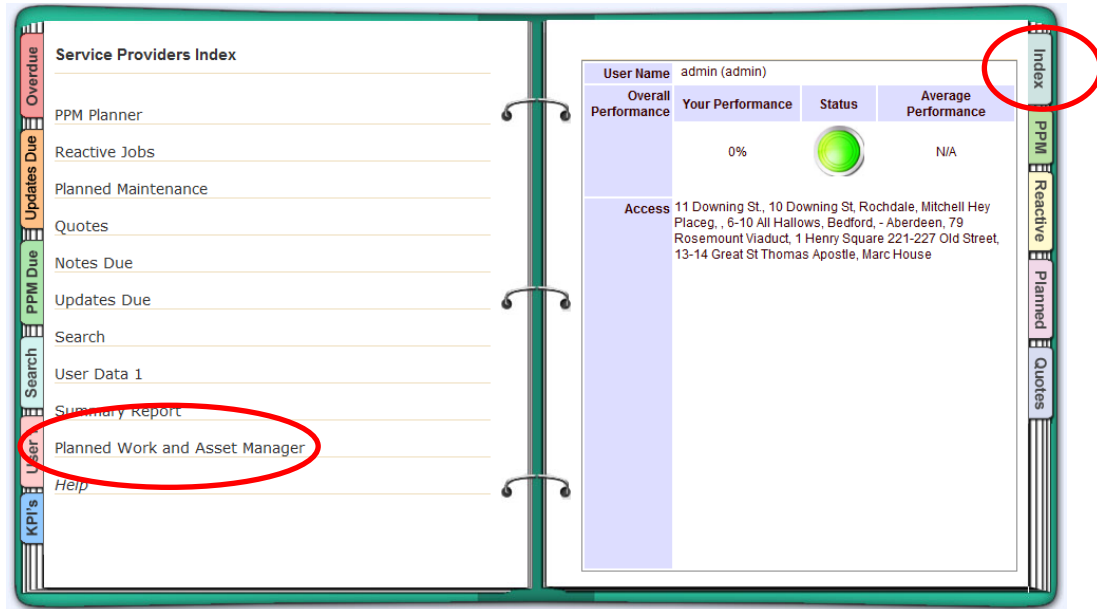 Overdue
Updates Due
PPM Due
Search
User
KPI's
Service Providers Index
PPM Planner
Reactive Jobs
Planned Maintenance
Quotes
Notes Due
Updates Due
Search
User Data 1
Summary Report
Planned Work and Asset Manager
Help
User Name admin (admin)
Overall Performance Your Performance Status Average Performance
0% N/A
Access 11 Downing St., 10 Downing St, Rochdale, Mitchell Hey
Placeg, , 6-10 All Hallows, Bedford, - Aberdeen, 79
Rosemount Viaduct, 1 Henry Square 221-227 Old Street,
13-14 Great St Thomas Apostle, Marc House
Index
PPM
Reactive
Planned
Quotes